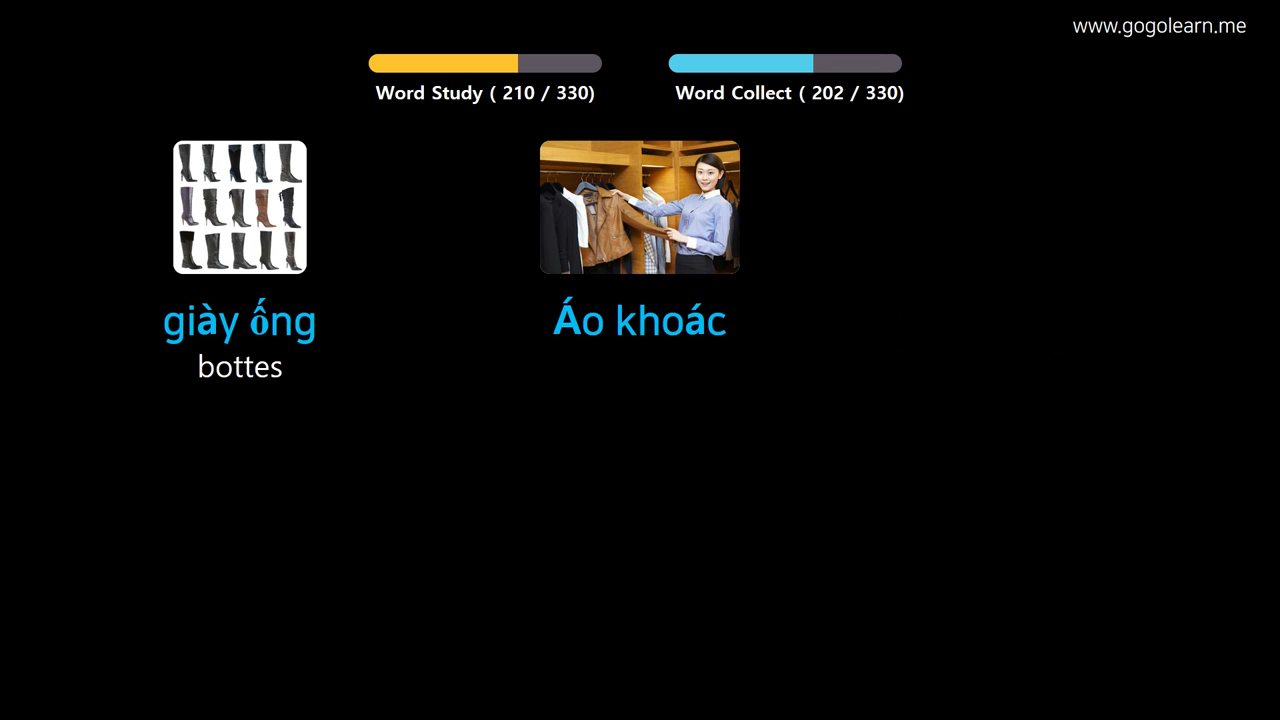 www.gogolearn.me
Word Study ( 210 / 330)
Word Collect ( 202 / 330)
giày ống
bottes
Áo khoác